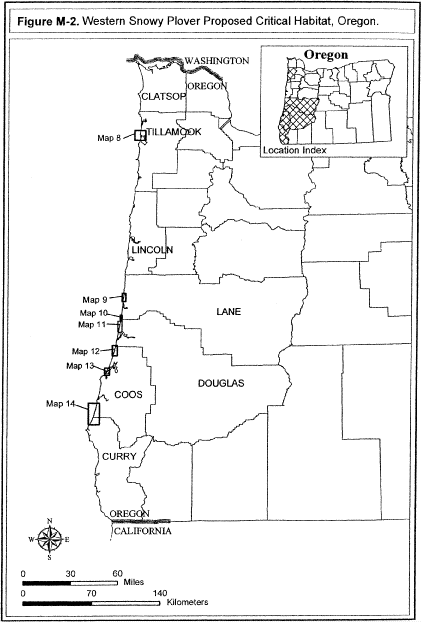 Figure M-2. Western Snowy Plover Proposed Critical Habitat, Oregon.
WASHINGTON
OREGON
CLATSOP
Oregon
Location Index
Map 8
TILLAMOOK
LINCOLN
Map 9
Map 10
Map 11
LANE
Map 12
Map 13
DOUGLAS
COOS
Map 14
CURRY
OREGON
CALIFORNIA
N
W E
S
0 30 60
Miles
0 70 140
Kilometers